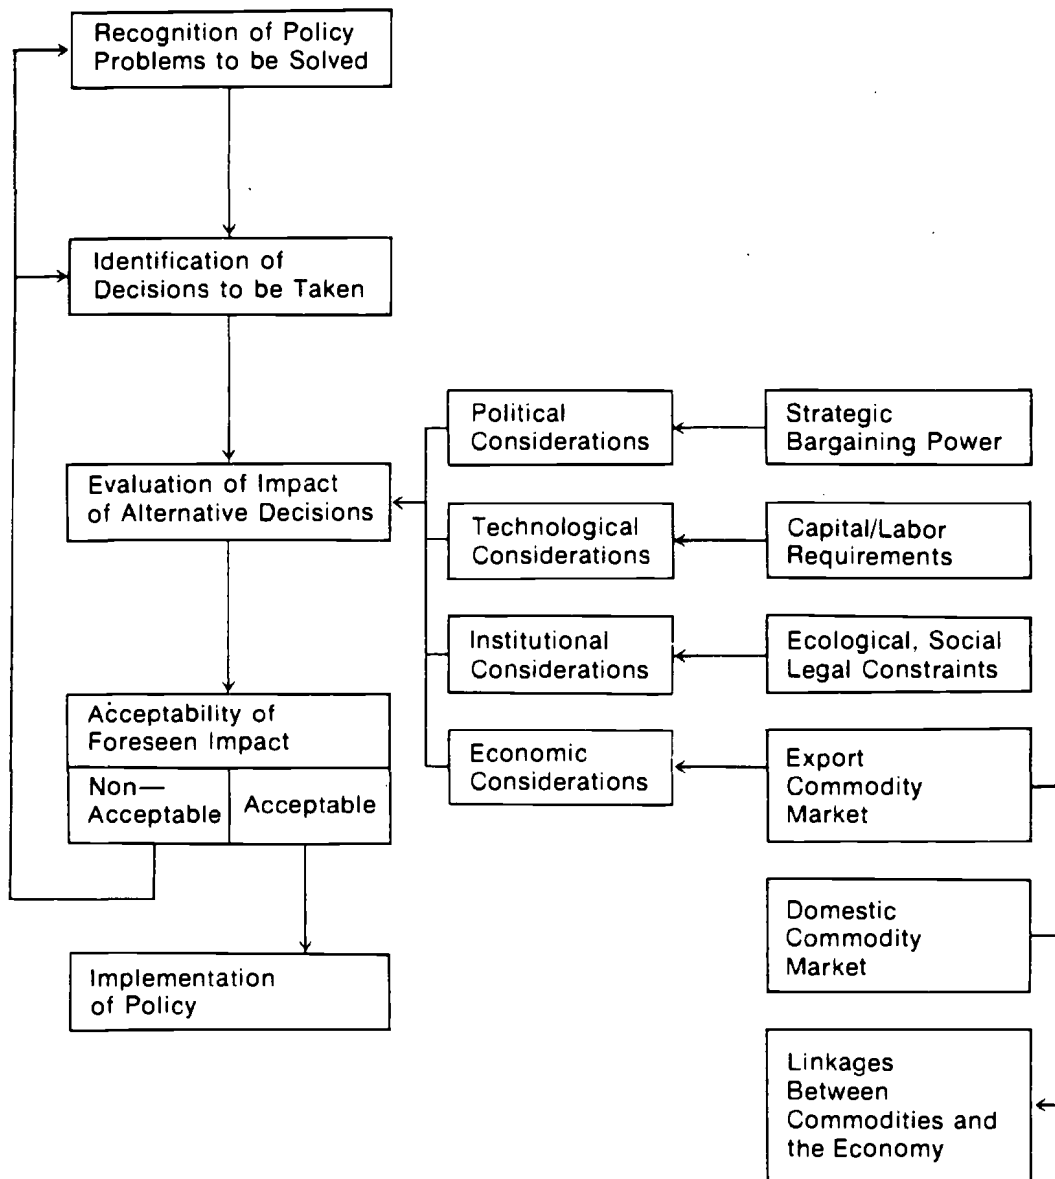 Recognition of Policy
Problems to be Solved
Identification of
Decisions to be Taken
Evaluation of Impact
of Alternative Decisions
Acceptability of
Foreseen Impact
Non—
Acceptable
Acceptable
Implementation
of Policy
Political
Considerations
Technological
Considerations
Institutional
Considerations
Economic
Considerations
Strategic
Bargaining Power
Capital/Labor
Requirements
Ecological, Social
Legal Constraints
Export
Commodity
Market
Domestic
Commodity
Market
Linkages
Between
Commodities and
the Economy